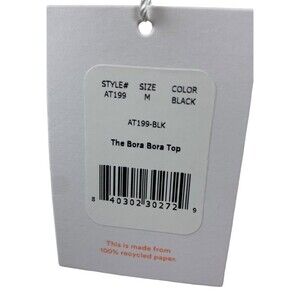 STYLE# SIZE COLOR
AT199 M BLACK
AT199-BLK
The Bora Bora Top
8 40302 30272 9
This is made from
100% recycled paper.